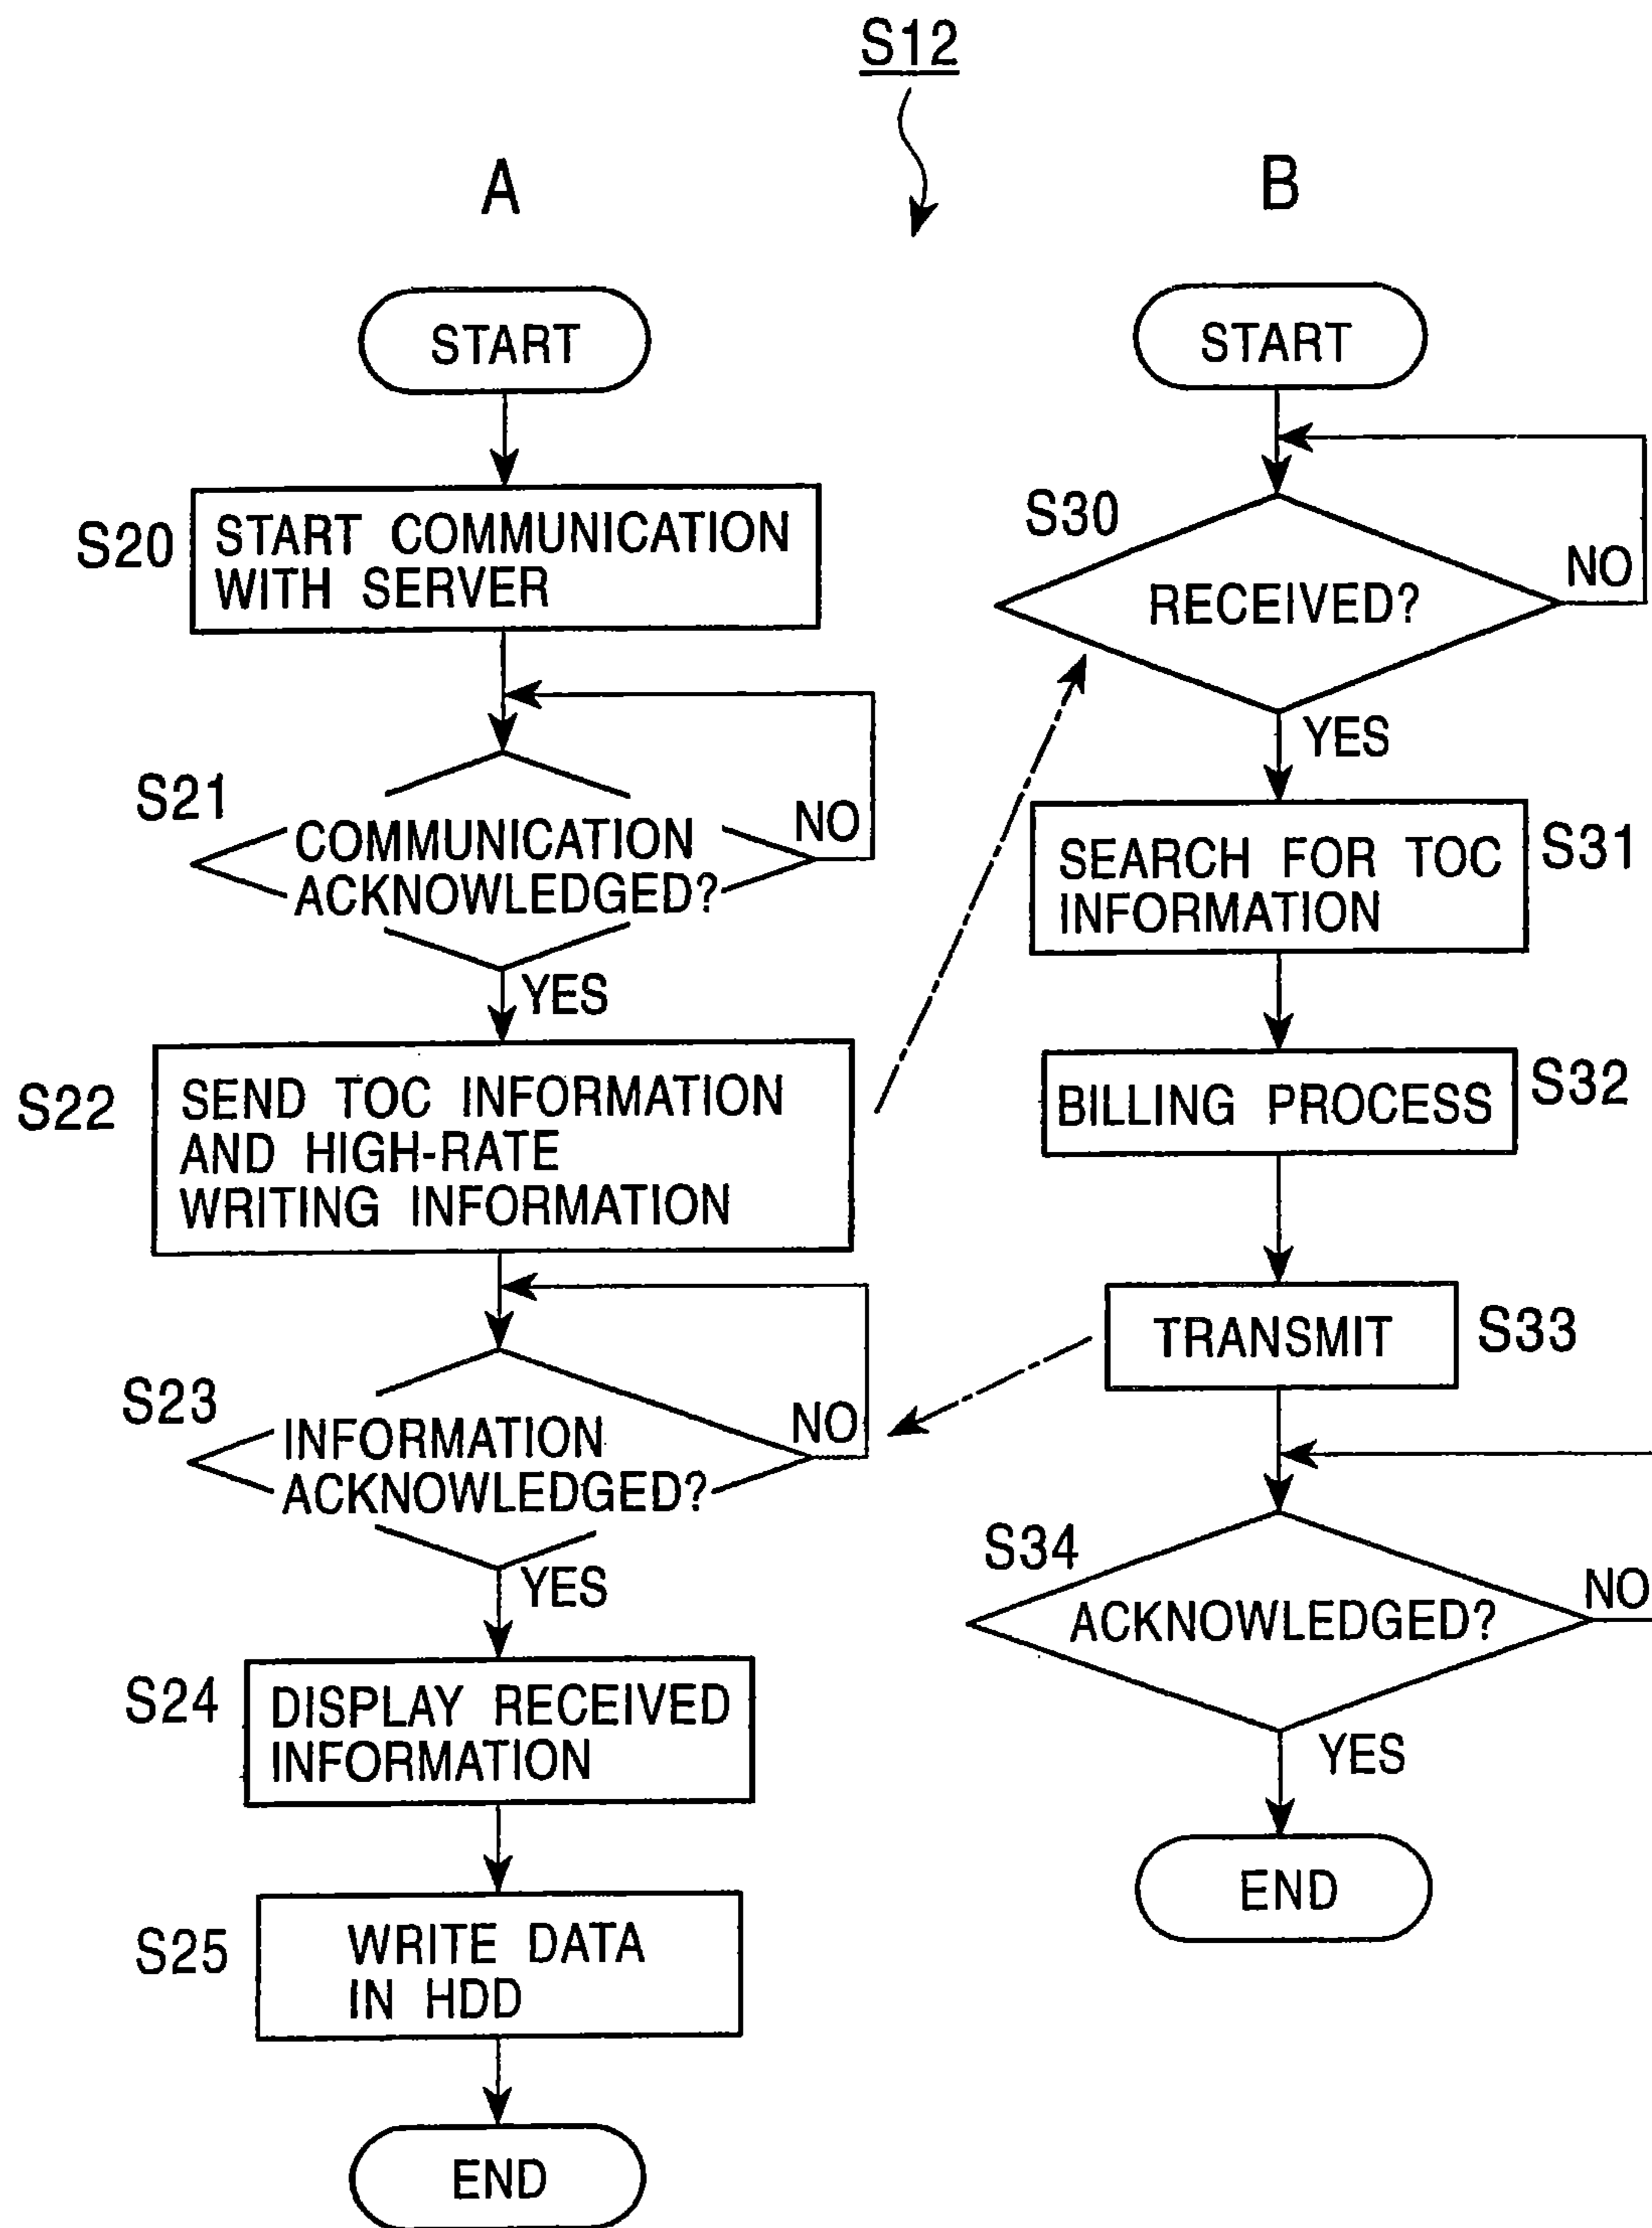 S12
A
START
S20
START COMMUNICATION
WITH SERVER
S21
COMMUNICATION
ACKNOWLEDGED?
NO
YES
S22
SEND TOC INFORMATION
AND HIGH-RATE
WRITING INFORMATION
S23
INFORMATION
ACKNOWLEDGED?
NO
YES
S24
DISPLAY RECEIVED
INFORMATION
S25
WRITE DATA
IN HDD
END
B
START
S30
RECEIVED?
NO
YES
SEARCH FOR TOC
INFORMATION
S31
BILLING PROCESS
S32
TRANSMIT
S33
S34
ACKNOWLEDGED?
NO
YES
END